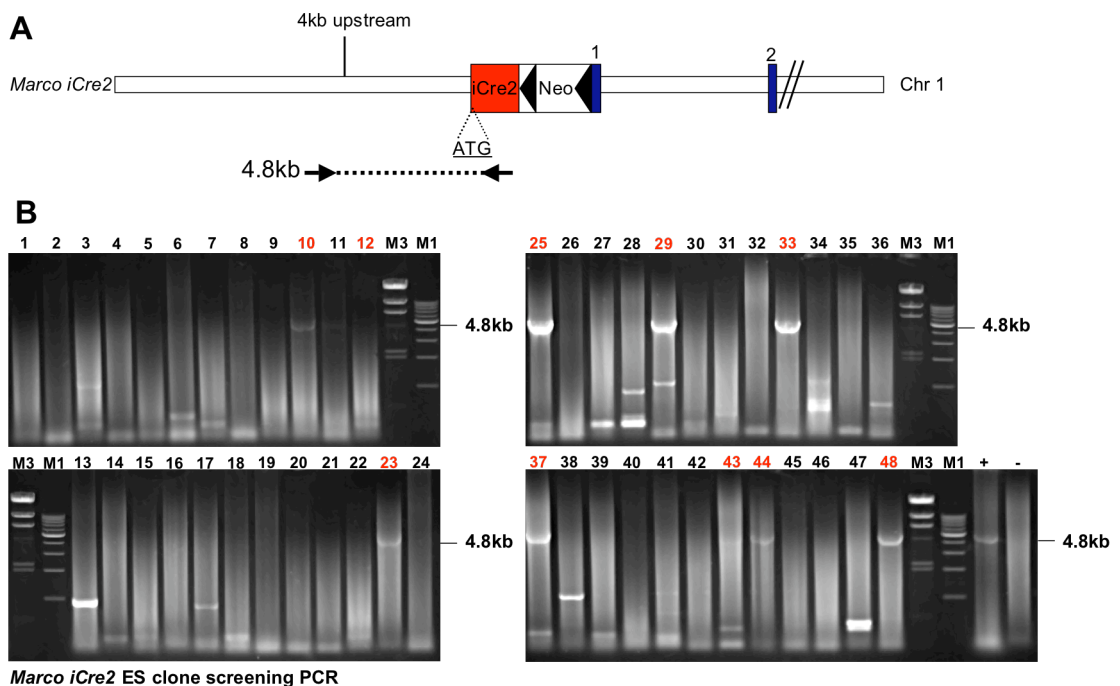 A
4kb upstream
Marco iCre2
iCre2
Neo
1
2
Chr 1
ATG
4.8kb
B
1 2 3 4 5 6 7 8 9 10 11 12 M3 M1
4.8kb
25 26 27 28 29 30 31 32 33 34 35 36 M3 M1
4.8kb
M3 M1 13 14 15 16 17 18 19 20 21 22 23 24
4.8kb
37 38 39 40 41 42 43 44 45 46 47 48 M3 M1 + -
4.8kb
Marco iCre2 ES clone screening PCR